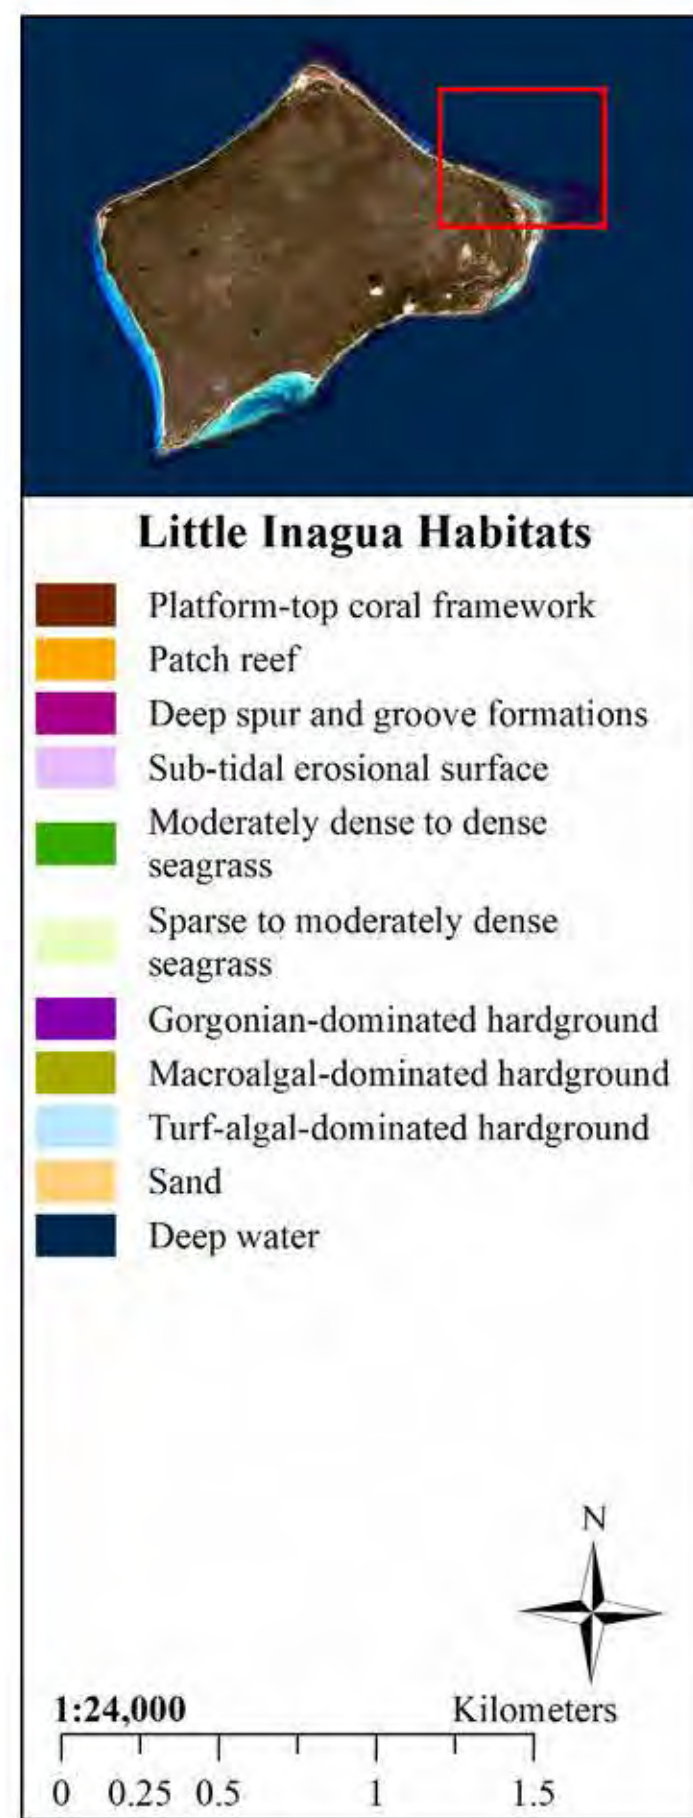 Little Inagua Habitats
Platform-top coral framework
Patch reef
Deep spur and groove formations
Sub-tidal erosional surface
Moderately dense to dense
seagrass
Sparse to moderately dense
seagrass
Gorgonian-dominated hardground
Macroalgal-dominated hardground
Turf-algal-dominated hardground
Sand
Deep water
N
1:24,000 Kilometers
0 0.25 0.5 1 1.5